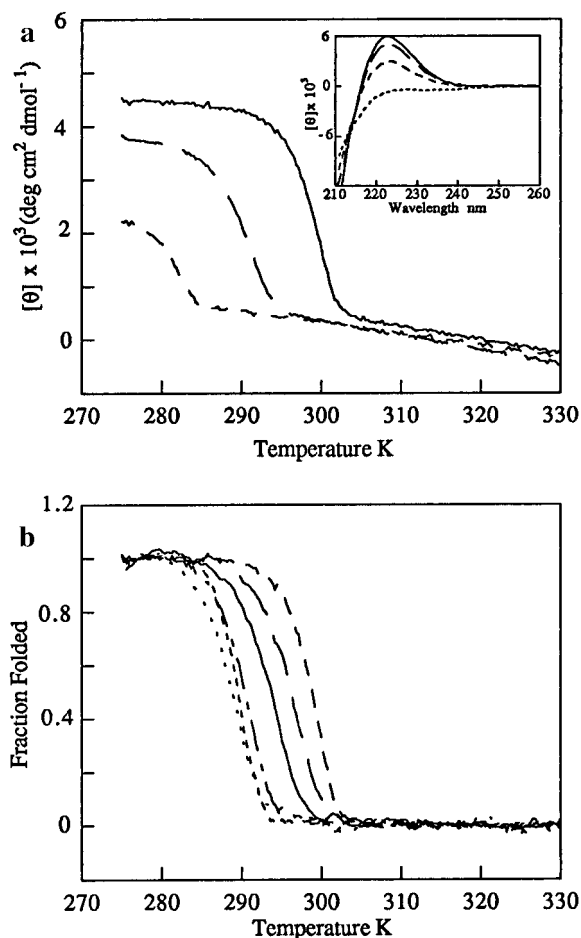 a
6
4
2
0
[θ] x 10³ (deg cm² dmol⁻¹)
270 280 290 300 310 320 330
Temperature K
6
0
-6
[θ] x 10³
210 220 230 240 250 260
Wavelength nm
b
1.2
0.8
0.4
0
Fraction Folded
270 280 290 300 310 320 330
Temperature K